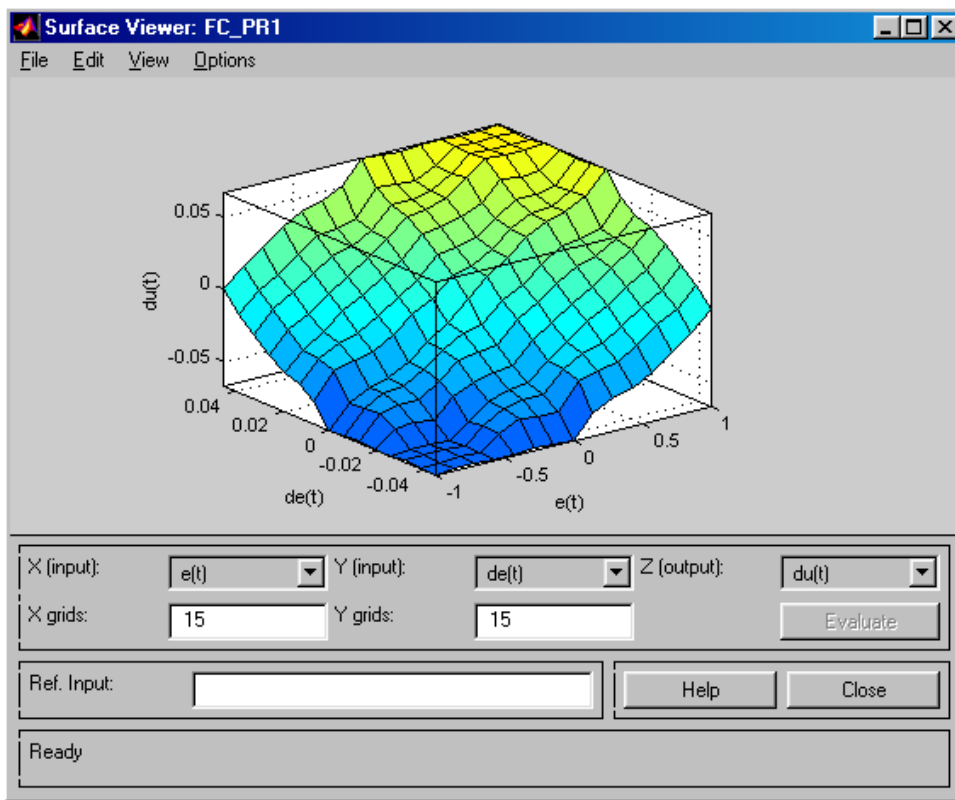 Surface Viewer: FC_PR1
File Edit View Options
0.05
0
-0.05
du(t)
0.04
0.02
0
-0.02
-0.04
de(t)
-1
-0.5
0
0.5
1
e(t)
X (input): e(t) Y (input): de(t) Z (output): du(t)
X grids: 15 Y grids: 15 Evaluate
Ref. Input: Help Close
Ready